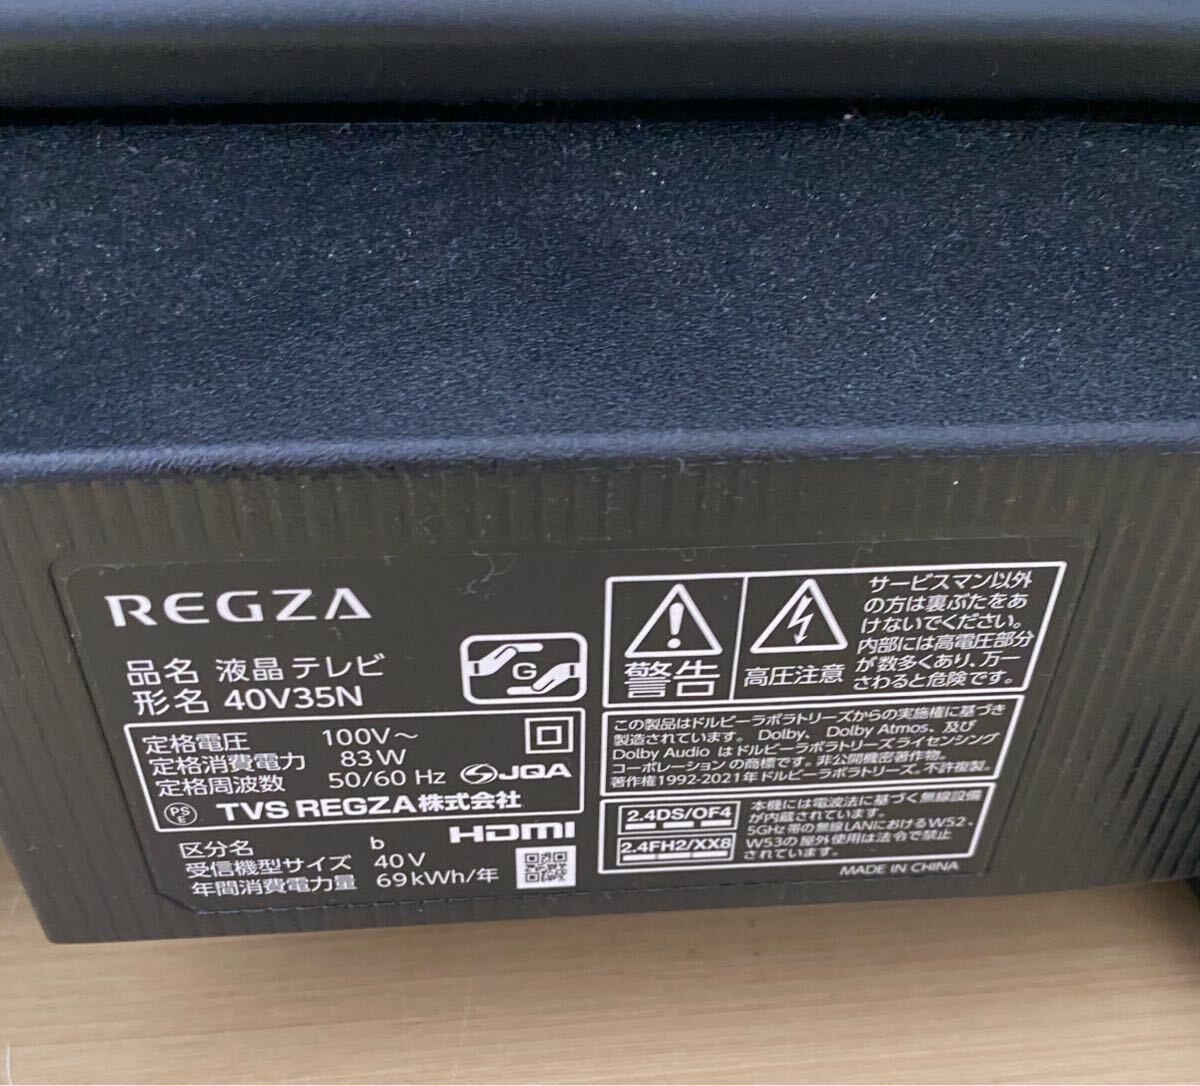 REGZA
品名 液晶テレビ
形名 40V35N
G
定格電圧 100V～
定格消費電力 83W
定格周波数 50/60 Hz
JQA
PS
E
TVS REGZA株式会社
区分名 b
HDMI
受信機型サイズ 40V
年間消費電力量 69kWh/年
警告
高圧注意
サービスマン以外
の方は裏ぶたをあ
けないでください。
内部には高電圧部分
が数多くあり、万一
さわると危険です。
この製品はドルビーラボラトリーズからの実施権に基づき
製造されています。Dolby、Dolby Atmos、及び
Dolby Audio はドルビーラボラトリーズライセンシング
コーポレーションの商標です。非公開機密著作物。
著作権1992-2021年ドルビーラボラトリーズ。不許複製。
2.4DS/OF4
2.4FH2/XX8
本機には電波法に基づく無線設備
が内蔵されています。
5GHz帯の無線LANにおけるW52、
W53の屋外使用は法令で禁止
されています。
MADE IN CHINA